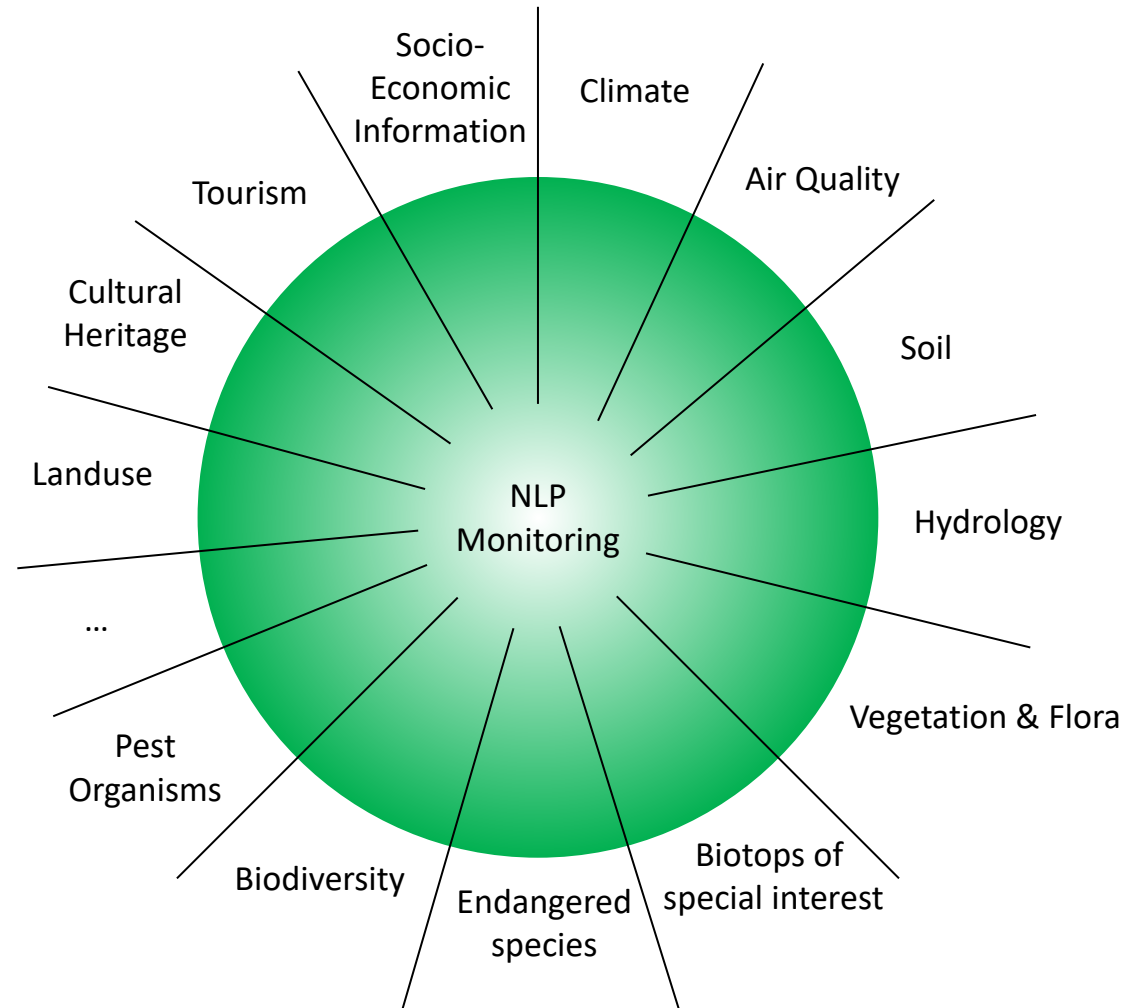 Socio-
Economic
Information
Climate
Air Quality
Soil
Hydrology
Vegetation & Flora
Biotops of
special interest
Endangered
species
Biodiversity
Pest
Organisms
...
Landuse
Cultural
Heritage
Tourism
NLP
Monitoring